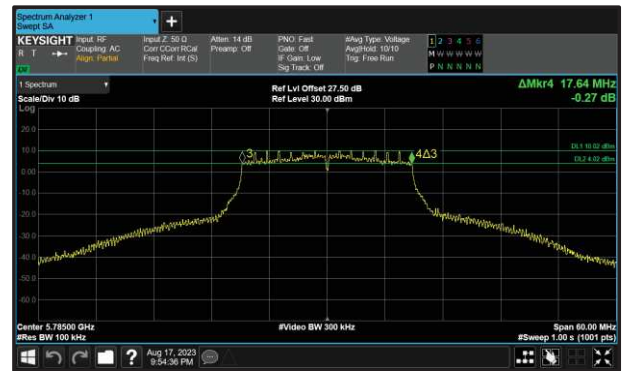 Spectrum Analyzer 1
Swept SA
+
KEYSIGHT
R T
Input: RF
Coupling: AC
Align: Partial
Input Z: 50 Ω
Corr CCorr RCal
Freq Ref: Int (S)
Atten: 14 dB
Preamp: Off
PNO: Fast
Gate: Off
IF Gain: Low
Sig Track: Off
#Avg Type: Voltage
Avg|Hold: 10/10
Trig: Free Run
1 2 3 4 5 6
M W W W W W
P N N N N N
1 Spectrum
Scale/Div 10 dB
Ref Lvl Offset 27.50 dB
Ref Level 30.00 dBm
ΔMkr4 17.64 MHz
-0.27 dB
Log
20.0
10.0
0.00
-10.0
-20.0
-30.0
-40.0
-50.0
-60.0
3
4Δ3
DL1 10.02 dBm
DL2 4.02 dBm
Center 5.78500 GHz
#Res BW 100 kHz
#Video BW 300 kHz
Span 60.00 MHz
#Sweep 1.00 s (1001 pts)
?
Aug 17, 2023
9:54:36 PM